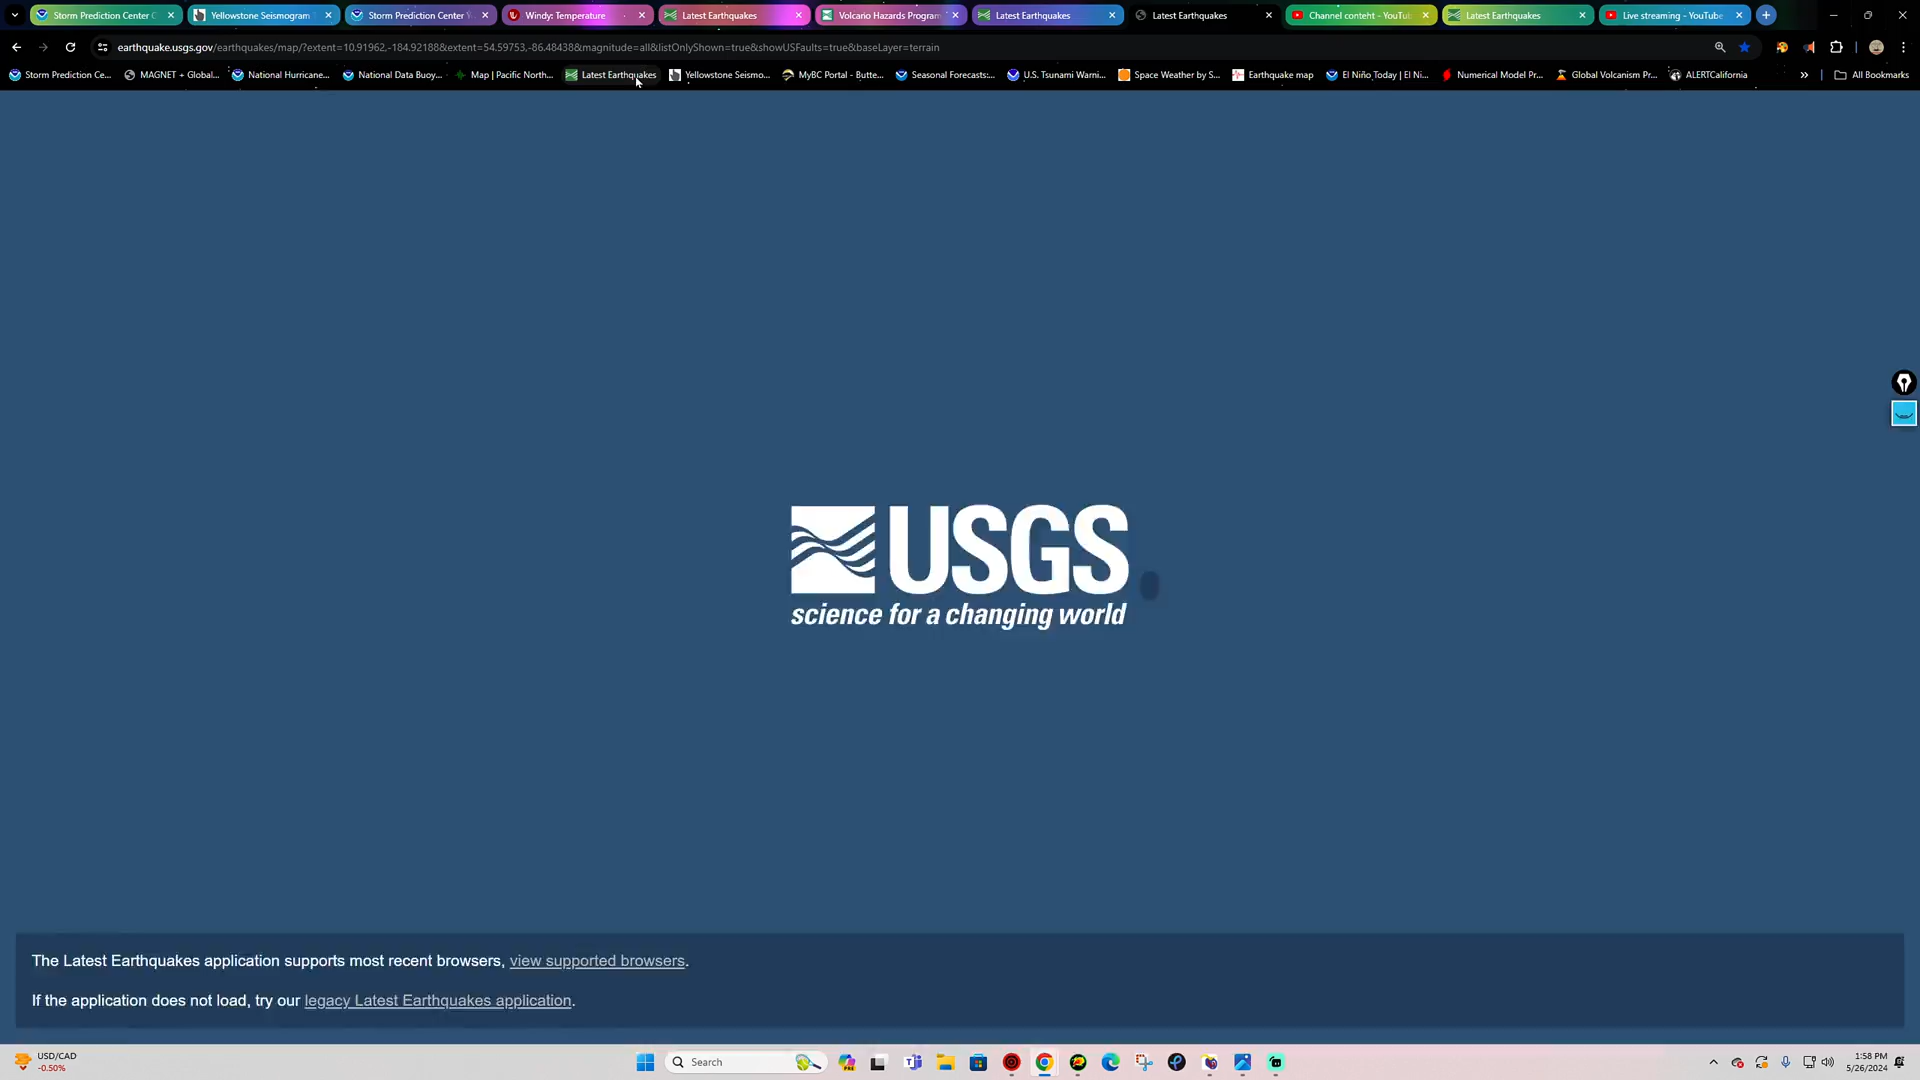 Storm Prediction Center Yellowstone Seismogram Storm Prediction Center Windy: Temperature Latest Earthquakes Volcano Hazards Program Latest Earthquakes Latest Earthquakes Channel content - YouTu Latest Earthquakes Live streaming - YouTube
earthquake.usgs.gov/earthquakes/map/?extent=10.91962,-184.92188&extent=54.59753,-86.48438&magnitude=all&listOnlyShown=true&showUSFaults=true&baseLayer=terrain
Storm Prediction Ce... MAGNET + Global... National Hurricane... National Data Buoy... Map | Pacific North... Latest Earthquakes Yellowstone Seismo... MyBC Portal - Butte... Seasonal Forecasts:... U.S. Tsunami Warni... Space Weather by S... Earthquake map El Niño Today | El Ni... Numerical Model Pr... Global Volcanism Pr... ALERTCalifornia » All Bookmarks
USGS
science for a changing world
The Latest Earthquakes application supports most recent browsers, view supported browsers.
If the application does not load, try our legacy Latest Earthquakes application.
USD/CAD
-0.50%
Search
1:58 PM
5/26/2024